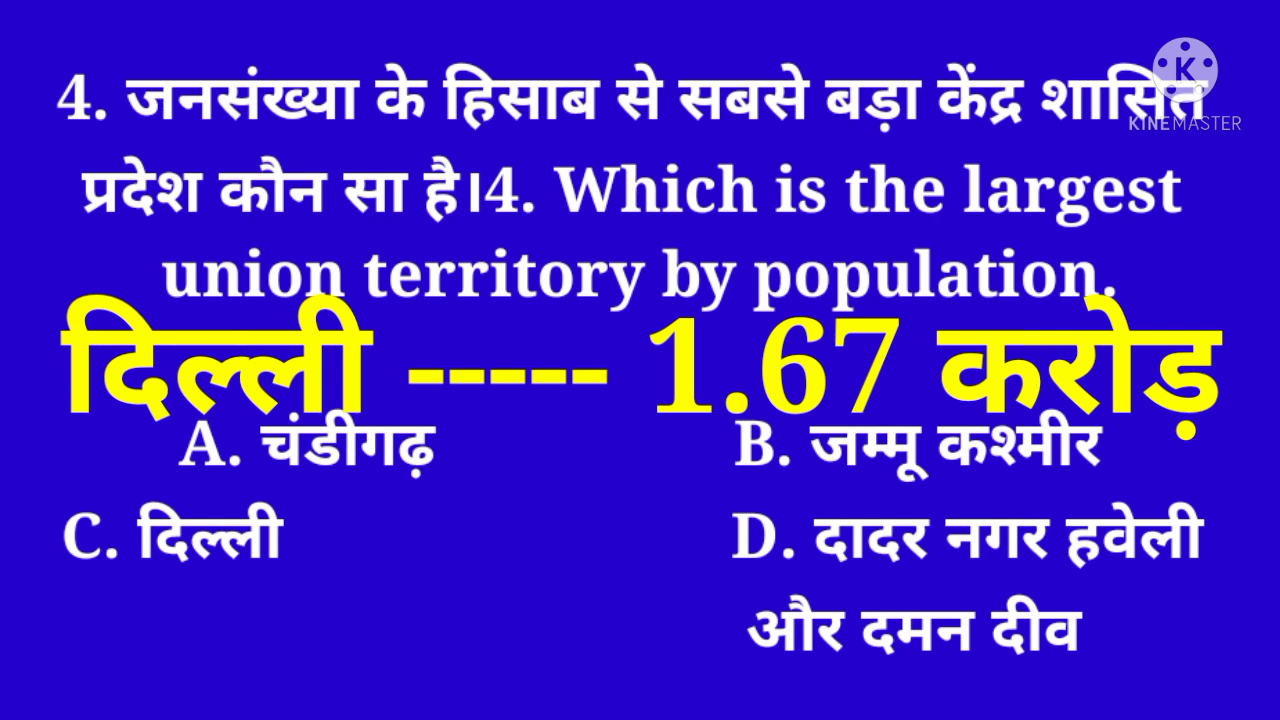 4. जनसंख्या के हिसाब से सबसे बड़ा केंद्र शासित
KINEMASTER
प्रदेश कौन सा है।4. Which is the largest
union territory by population.
दिल्ली ----- 1.67 करोड़
A. चंडीगढ़ B. जम्मू कश्मीर
C. दिल्ली D. दादर नगर हवेली
और दमन दीव